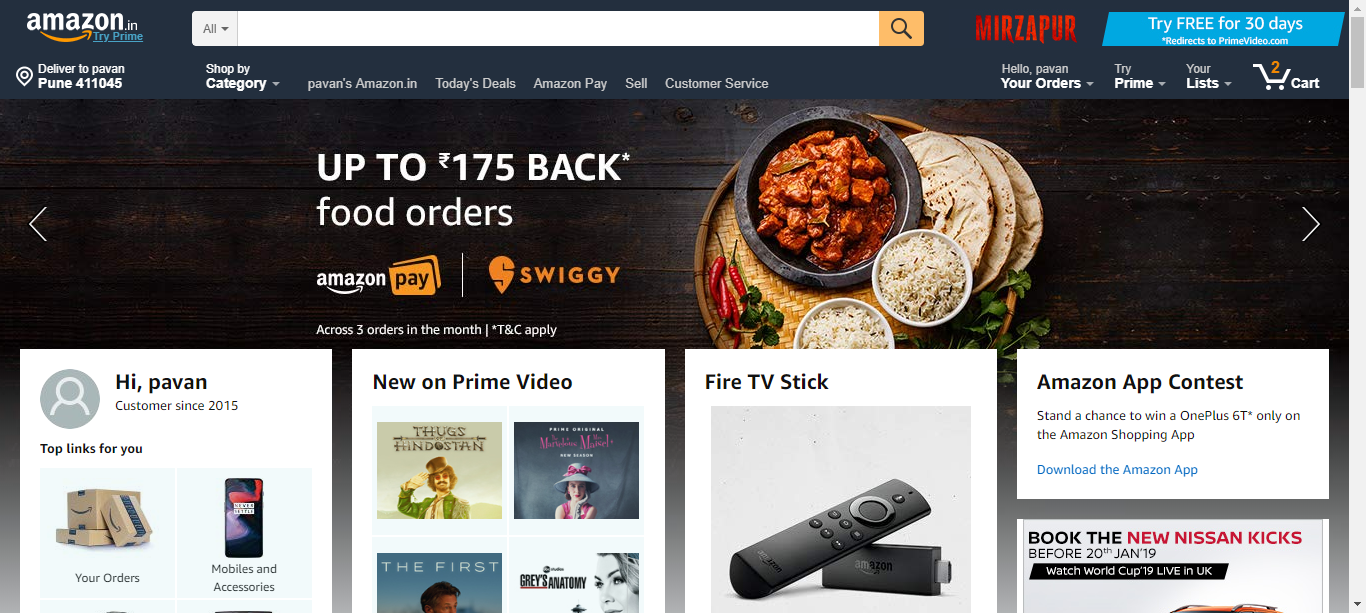 amazon.in
Try Prime
All
MIRZAPUR
Try FREE for 30 days
*Redirects to PrimeVideo.com
Deliver to pavan
Pune 411045
Shop by
Category
pavan's Amazon.in
Today's Deals
Amazon Pay
Sell
Customer Service
Hello, pavan
Your Orders
Try
Prime
Your
Lists
2
Cart
UP TO ₹175 BACK*
food orders
amazon pay
SWIGGY
Across 3 orders in the month | *T&C apply
Hi, pavan
Customer since 2015
Top links for you
Your Orders
NEVER
SETTLE
Mobiles and
Accessories
New on Prime Video
THUGS
OF
HINDOSTAN
PRIME ORIGINAL
The
Marvelous Mrs.
Maisel
NEW SEASON
THE FIRST
abc studios
GREY'S ANATOMY
Fire TV Stick
amazon
amazon
Amazon App Contest
Stand a chance to win a OnePlus 6T* only on
the Amazon Shopping App
Download the Amazon App
BOOK THE NEW NISSAN KICKS
BEFORE 20th JAN'19
Watch World Cup'19 LIVE in UK